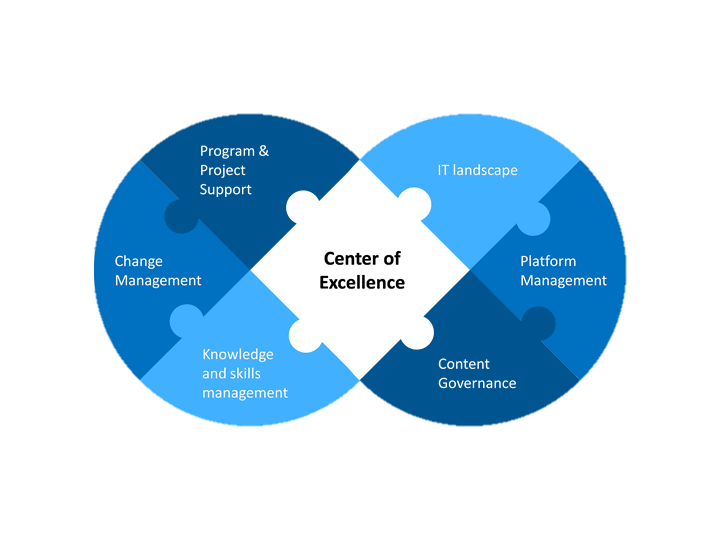 Program &
Project
Support
IT landscape
Change
Management
Center of
Excellence
Platform
Management
Knowledge
and skills
management
Content
Governance